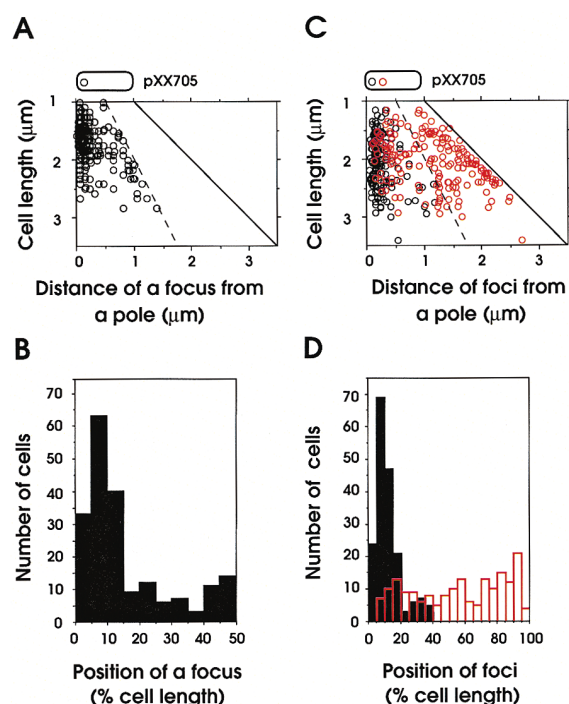 A
pXX705
Cell length (μm)
1
2
3
0 1 2 3
Distance of a focus from
a pole (μm)
C
pXX705
Cell length (μm)
1
2
3
0 1 2 3
Distance of foci from
a pole (μm)
B
Number of cells
70
60
50
40
30
20
10
0
0 10 20 30 40 50
Position of a focus
(% cell length)
D
Number of cells
70
60
50
40
30
20
10
0
0 20 40 60 80 100
Position of foci
(% cell length)